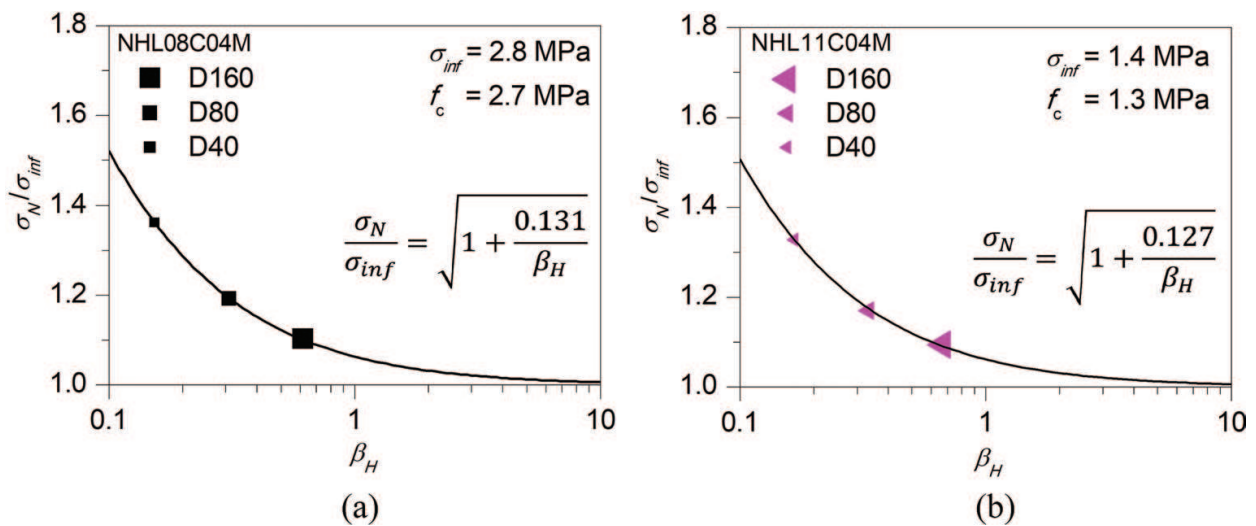 1.8
1.6
1.4
1.2
1.0
σ_N/σ_inf
NHL08C04M
D160
D80
D40
σ_inf = 2.8 MPa
f_c = 2.7 MPa
σ_N/σ_inf = √(1 + 0.131/β_H)
0.1 1 10
β_H
(a)
1.8
1.6
1.4
1.2
1.0
σ_N/σ_inf
NHL11C04M
D160
D80
D40
σ_inf = 1.4 MPa
f_c = 1.3 MPa
σ_N/σ_inf = √(1 + 0.127/β_H)
0.1 1 10
β_H
(b)